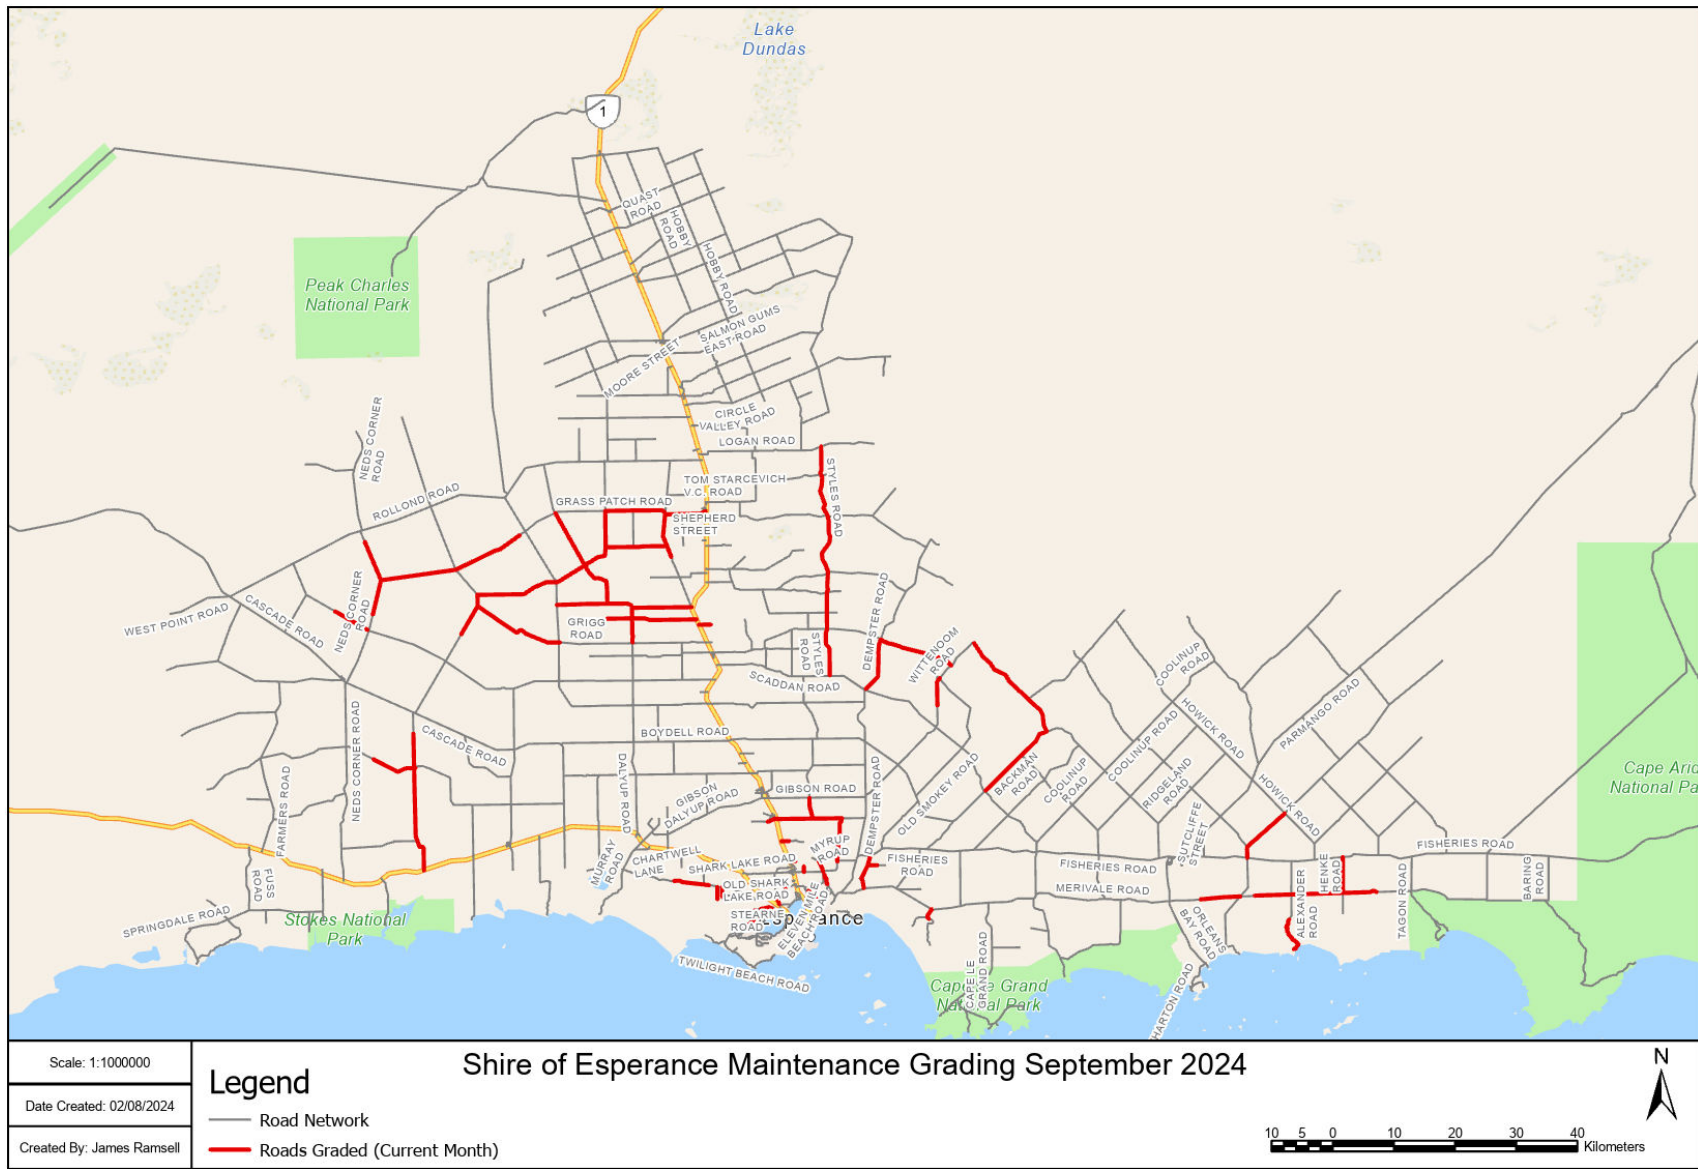 Lake
Dundas
1
QUAST
ROAD
HOBBY
ROAD
HOBBY ROAD
Peak Charles
National Park
SALMON GUMS
EAST ROAD
MOORE STREET
NEDS CORNER
ROAD
CIRCLE
VALLEY ROAD
LOGAN ROAD
TOM STARCEVICH
V.C. ROAD
STYLES ROAD
ROLLOND ROAD
GRASS PATCH ROAD
SHEPHERD
STREET
WEST POINT ROAD
CASCADE ROAD
NEDS CORNER
ROAD
GRIGG
ROAD
STYLES
ROAD
DEMPSTER ROAD
WITTENOOM
ROAD
SCADDAN ROAD
COOLINUP
ROAD
HOWICK ROAD
PARMANGO ROAD
NEDS CORNER ROAD
CASCADE ROAD
BOYDELL ROAD
COOLINUP ROAD
FARMERS ROAD
DALYUP ROAD
GIBSON
DALYUP ROAD
GIBSON ROAD
DEMPSTER ROAD
OLD SMOKEY ROAD
BACKMAN
ROAD
COOLINUP
ROAD
RIDGELAND
ROAD
HOWICK ROAD
SUTCLIFFE
STREET
Cape Arid
National Pa
MURRAY
ROAD
CHARTWELL
LANE
SHARK LAKE ROAD
MYRUP
ROAD
FISHERIES
ROAD
FISHERIES ROAD
FISHERIES ROAD
FUSS
ROAD
OLD SHARK
LAKE ROAD
MERIVALE ROAD
HENKE
ROAD
BARING
ROAD
SPRINGDALE ROAD
Stokes National
Park
STEARNE
ROAD
Esperance
ELEVEN MILE
BEACH ROAD
ORLEANS
BAY ROAD
ALEXANDER
ROAD
TAGON ROAD
TWILIGHT BEACH ROAD
Cape Le Grand
National Park
CAPE LE
GRAND ROAD
HARTON ROAD
Scale: 1:1000000
Date Created: 02/08/2024
Created By: James Ramsell
Shire of Esperance Maintenance Grading September 2024
Legend
Road Network
Roads Graded (Current Month)
N
10 5 0 10 20 30 40
Kilometers